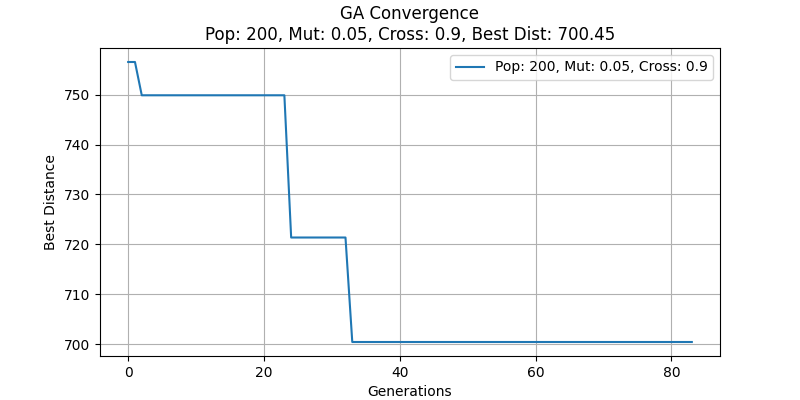 GA Convergence
Pop: 200, Mut: 0.05, Cross: 0.9, Best Dist: 700.45
Pop: 200, Mut: 0.05, Cross: 0.9
Best Distance
750
740
730
720
710
700
0 20 40 60 80
Generations